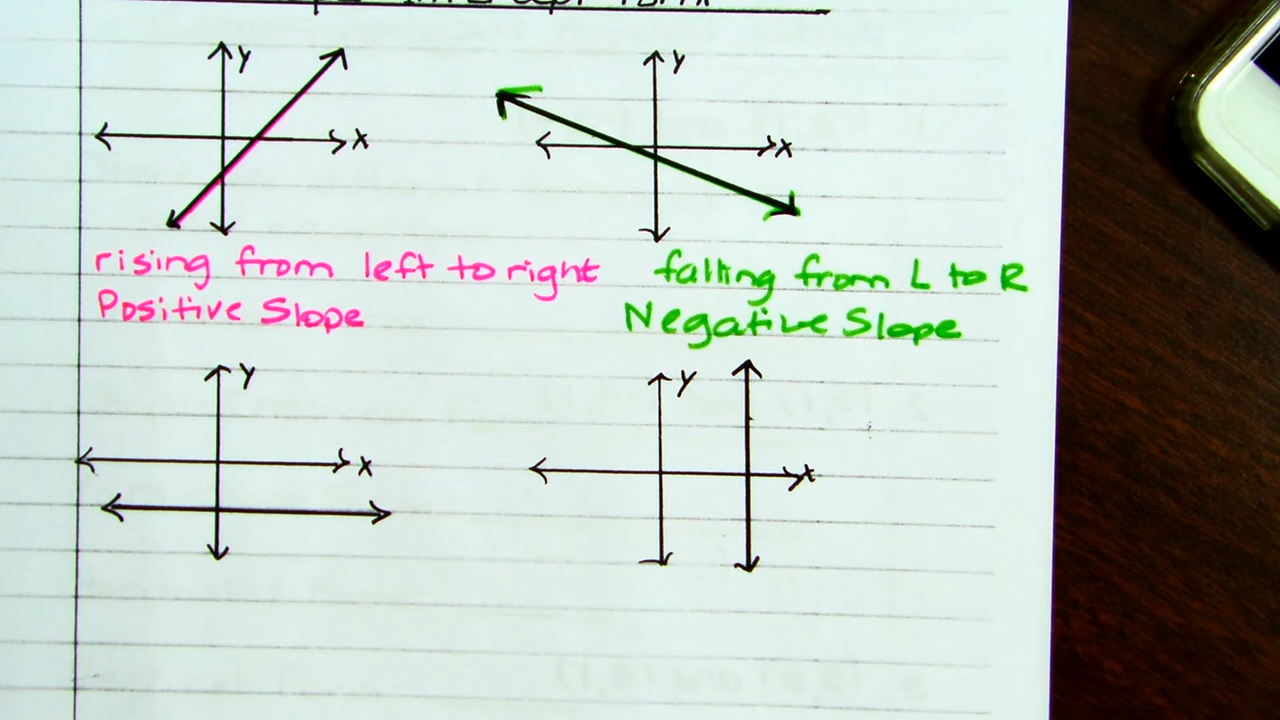 y
x
y
x
rising from left to right
Positive Slope
falling from L to R
Negative Slope
y
x
y
x